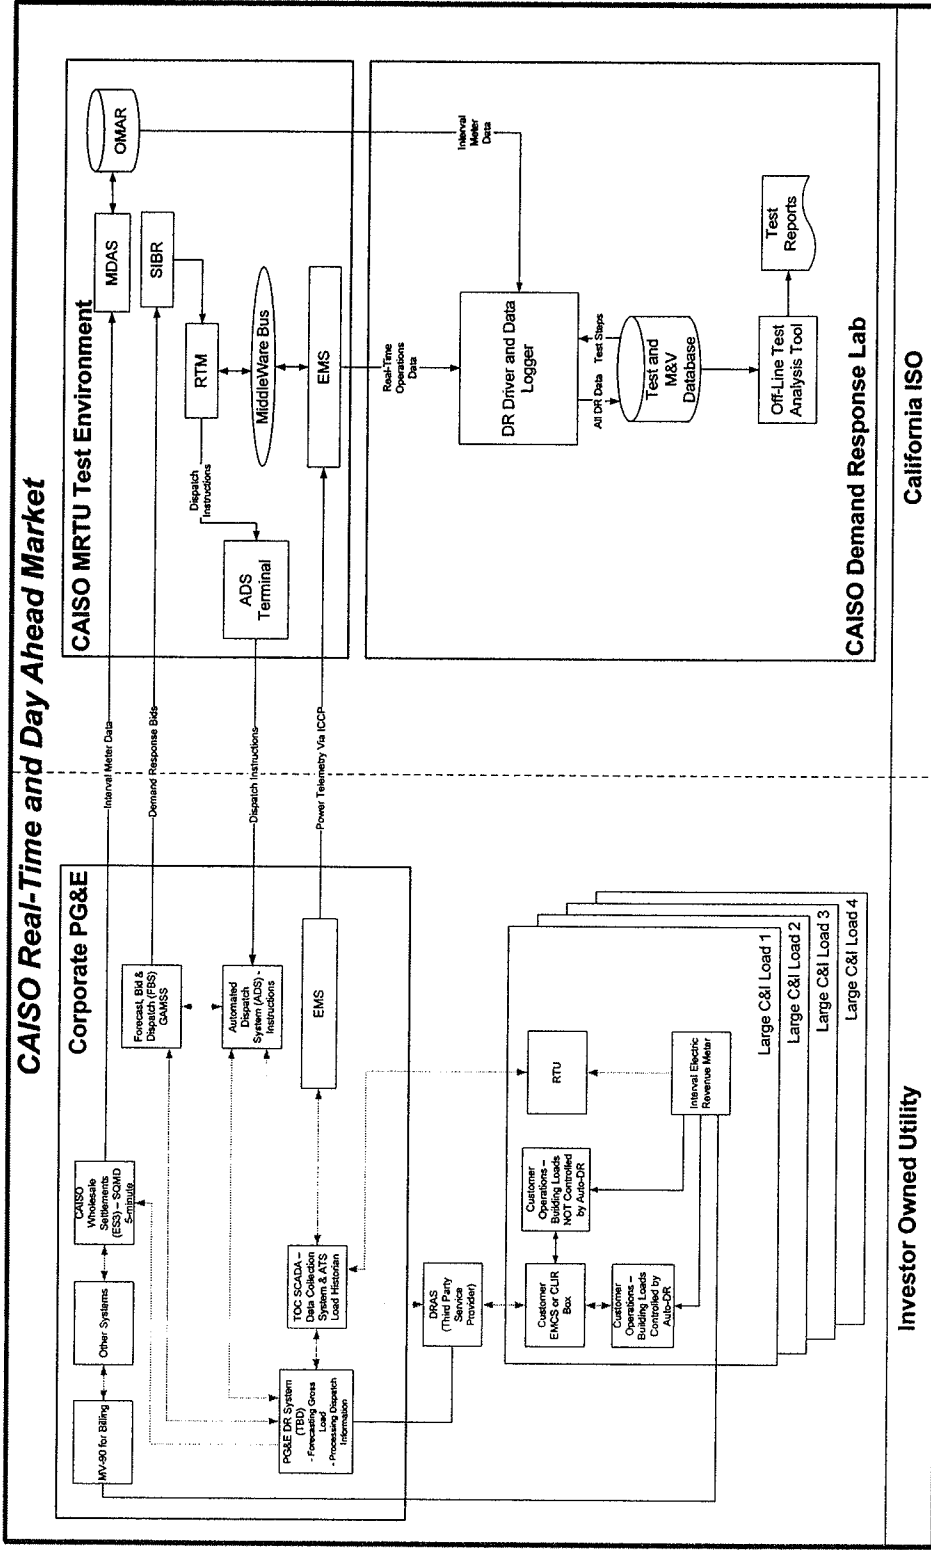 CAISO Real-Time and Day Ahead Market
Corporate PG&E
MV-90 for Billing
Other Systems
CAISO
Wholesale
Settlements
(ES3) – SQMD
5-minute
Forecast, Bid &
Dispatch (FBS)
GAMSS
Automated
Dispatch
System (ADS) -
Instructions
EMS
PG&E DR System
(TBD)
- Forecasting Gross
Load
- Processing Dispatch
Information
TOC SCADA –
Data Collection
System & ATS
Load Historian
DRAS
(Third Party
Service
Provider)
Customer
EMCS or CLIR
Box
Customer
Operations –
Building Loads
NOT Controlled
by Auto-DR
Customer
Operations –
Building Loads
Controlled by
Auto-DR
RTU
Interval Electric
Revenue Meter
Large C&I Load 1
Large C&I Load 2
Large C&I Load 3
Large C&I Load 4
Investor Owned Utility
Interval Meter Data
Demand Response Bids
Dispatch Instructions
Power Telemetry Via ICCP
CAISO MRTU Test Environment
OMAR
MDAS
SIBR
RTM
MiddleWare Bus
EMS
Dispatch
Instructions
ADS
Terminal
Interval
Meter
Data
Real-Time
Operations
Data
DR Driver and Data
Logger
All DR Data
Test Steps
Test and
M&V
Database
Off-Line Test
Analysis Tool
Test
Reports
CAISO Demand Response Lab
California ISO